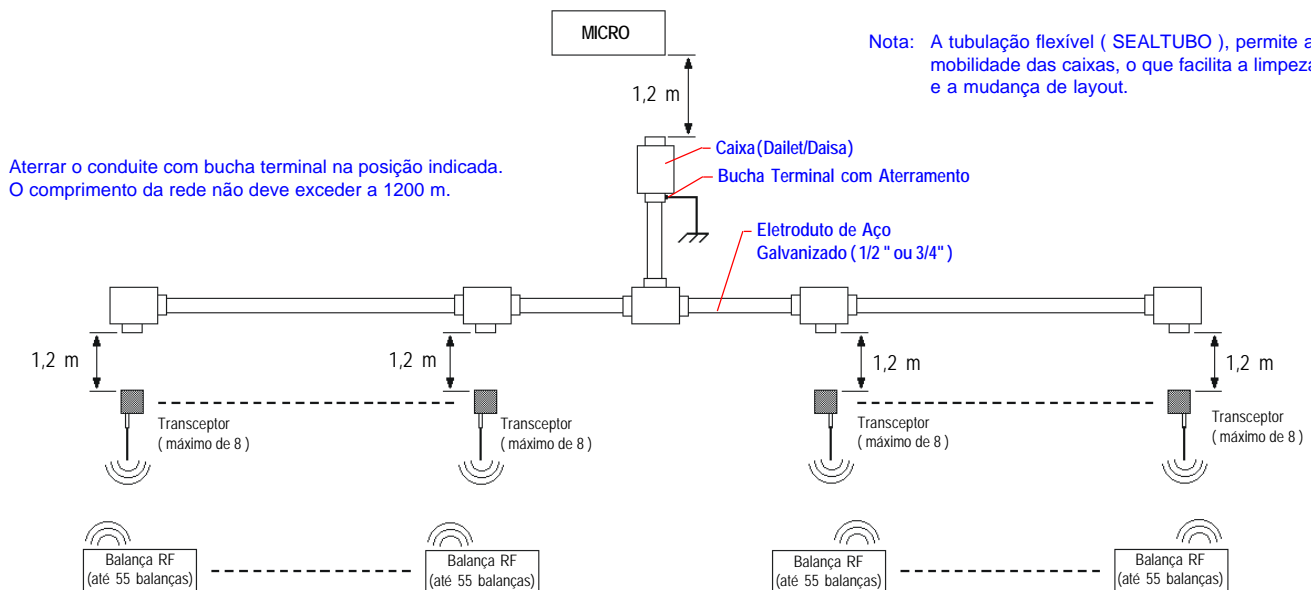 MICRO
Nota: A tubulação flexível ( SEALTUBO ), permite a
mobilidade das caixas, o que facilita a limpeza
e a mudança de layout.
1,2 m
Aterrar o conduite com bucha terminal na posição indicada.
O comprimento da rede não deve exceder a 1200 m.
Caixa (Dailet/Daisa)
Bucha Terminal com Aterramento
Eletroduto de Aço
Galvanizado ( 1/2 " ou 3/4" )
1,2 m
1,2 m
1,2 m
1,2 m
Transceptor
( máximo de 8 )
Transceptor
( máximo de 8 )
Transceptor
( máximo de 8 )
Transceptor
( máximo de 8 )
Balança RF
(até 55 balanças)
Balança RF
(até 55 balanças)
Balança RF
(até 55 balanças)
Balança RF
(até 55 balanças)